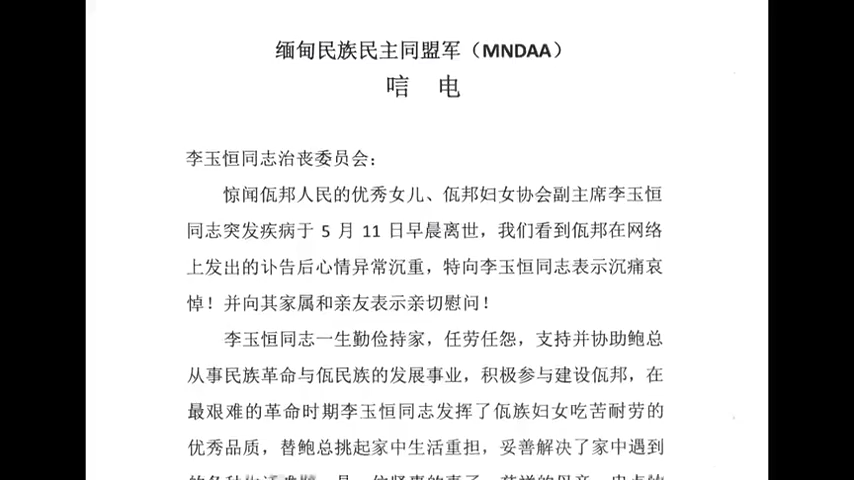 缅甸民族民主同盟军（MNDAA）
唁 电
李玉恒同志治丧委员会：
惊闻佤邦人民的优秀女儿、佤邦妇女协会副主席李玉恒
同志突发疾病于 5 月 11 日早晨离世，我们看到佤邦在网络
上发出的讣告后心情异常沉重，特向李玉恒同志表示沉痛哀
悼！并向其家属和亲友表示亲切慰问！
李玉恒同志一生勤俭持家，任劳任怨，支持并协助鲍总
从事民族革命与佤民族的发展事业，积极参与建设佤邦，在
最艰难的革命时期李玉恒同志发挥了佤族妇女吃苦耐劳的
优秀品质，替鲍总挑起家中生活重担，妥善解决了家中遇到